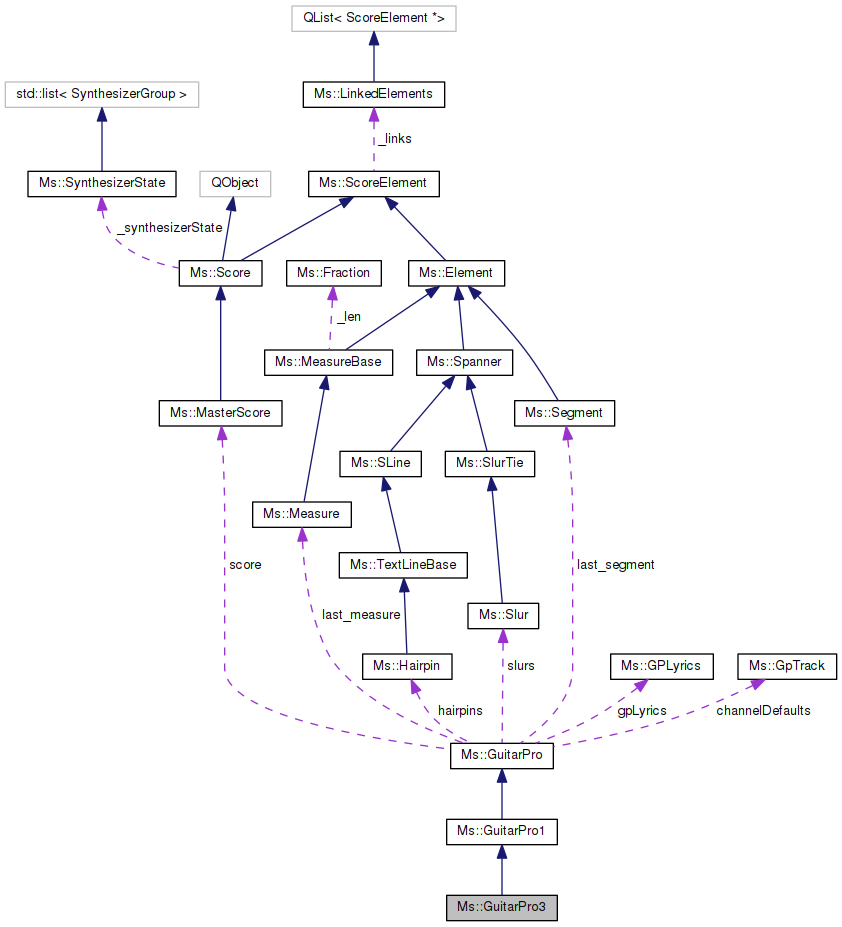 QList< ScoreElement *>
std::list< SynthesizerGroup >
Ms::LinkedElements
_links
Ms::SynthesizerState
QObject
Ms::ScoreElement
_synthesizerState
Ms::Score
Ms::Fraction
Ms::Element
_len
Ms::MeasureBase
Ms::Spanner
Ms::MasterScore
Ms::Segment
Ms::SLine
Ms::SlurTie
Ms::Measure
score
Ms::TextLineBase
last_segment
last_measure
Ms::Slur
Ms::Hairpin
slurs
Ms::GPLyrics
Ms::GpTrack
hairpins
gpLyrics
channelDefaults
Ms::GuitarPro
Ms::GuitarPro1
Ms::GuitarPro3